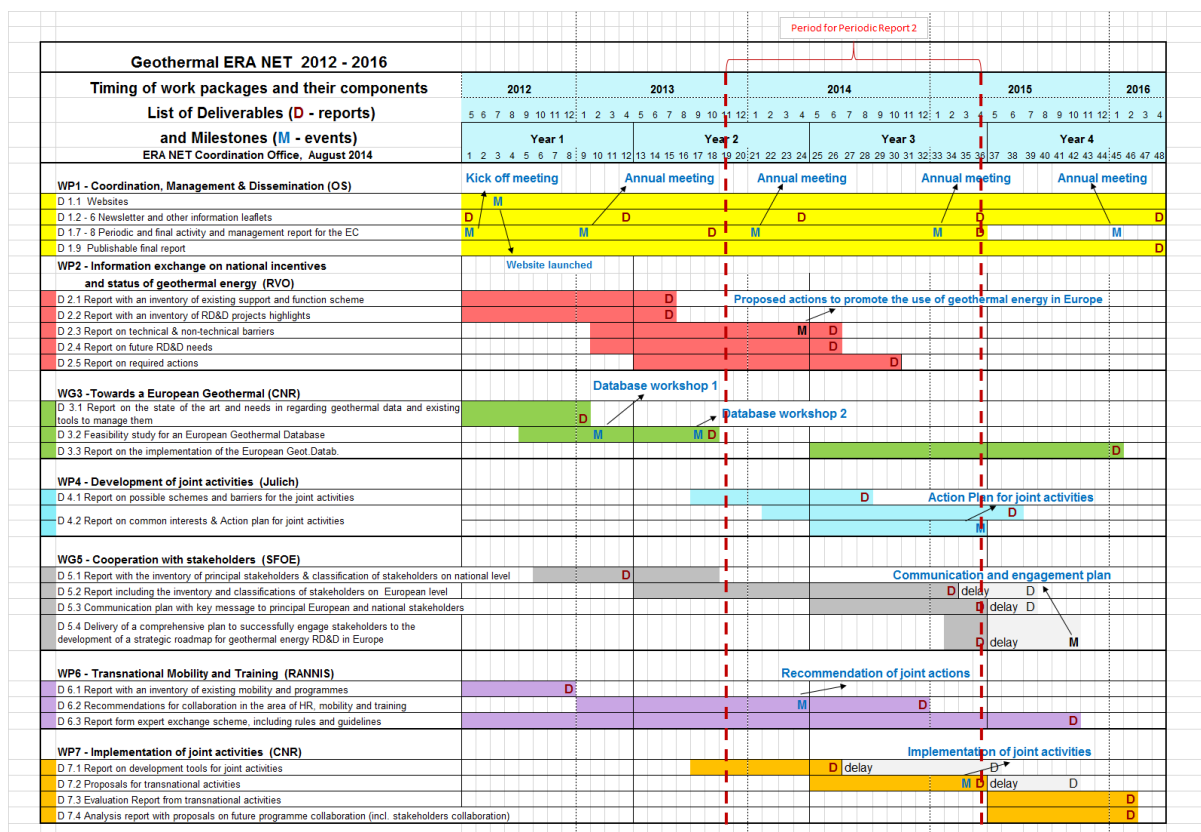 Period for Periodic Report 2
Geothermal ERA NET 2012 - 2016
Timing of work packages and their components
2012 2013 2014 2015 2016
List of Deliverables (D - reports)
5 6 7 8 9 10 11 12 1 2 3 4 5 6 7 8 9 10 11 12 1 2 3 4 5 6 7 8 9 10 11 12 1 2 3 4 5 6 7 8 9 10 11 12 1 2 3 4
and Milestones (M - events)
Year 1 Year 2 Year 3 Year 4
ERA NET Coordination Office, August 2014
1 2 3 4 5 6 7 8 9 10 11 12 13 14 15 16 17 18 19 20 21 22 23 24 25 26 27 28 29 30 31 32 33 34 35 36 37 38 39 40 41 42 43 44 45 46 47 48
Kick off meeting Annual meeting Annual meeting Annual meeting Annual meeting
WP1 - Coordination, Management & Dissemination (OS)
D 1.1 Websites M
D 1.2 - 6 Newsletter and other information leaflets D D D D D
D 1.7 - 8 Periodic and final activity and management report for the EC M M D M M D M
D 1.9 Publishable final report D
WP2 - Information exchange on national incentives
Website launched
and status of geothermal energy (RVO)
D 2.1 Report with an inventory of existing support and function scheme D
Proposed actions to promote the use of geothermal energy in Europe
D 2.2 Report with an inventory of RD&D projects highlights D
D 2.3 Report on technical & non-technical barriers M D
D 2.4 Report on future RD&D needs D
D 2.5 Report on required actions D
Database workshop 1
WG3 -Towards a European Geothermal (CNR)
D 3.1 Report on the state of the art and needs in regarding geothermal data and existing
tools to manage them D
Database workshop 2
D 3.2 Feasibility study for an European Geothermal Database M M D
D 3.3 Report on the implementation of the European Geot.Datab. D
WP4 - Development of joint activities (Julich)
D 4.1 Report on possible schemes and barriers for the joint activities D
Action Plan for joint activities
D 4.2 Report on common interests & Action plan for joint activities D
M
WG5 - Cooperation with stakeholders (SFOE)
D 5.1 Report with the inventory of principal stakeholders & classification of stakeholders on national level D
Communication and engagement plan
D 5.2 Report including the inventory and classifications of stakeholders on European level D delay D
D 5.3 Communication plan with key message to principal European and national stakeholders D delay D
D 5.4 Delivery of a comprehensive plan to successfully engage stakeholders to the
development of a strategic roadmap for geothermal energy RD&D in Europe D delay M
WP6 - Transnational Mobility and Training (RANNIS)
Recommendation of joint actions
D 6.1 Report with an inventory of existing mobility and programmes D
D 6.2 Recommendations for collaboration in the area of HR, mobility and training M D
D 6.3 Report form expert exchange scheme, including rules and guidelines D
WP7 - Implementation of joint activities (CNR)
Implementation of joint activities
D 7.1 Report on development tools for joint activities D delay D
D 7.2 Proposals for transnational activities M D delay D
D 7.3 Evaluation Report from transnational activities D
D 7.4 Analysis report with proposals on future programme collaboration (incl. stakeholders collaboration) D